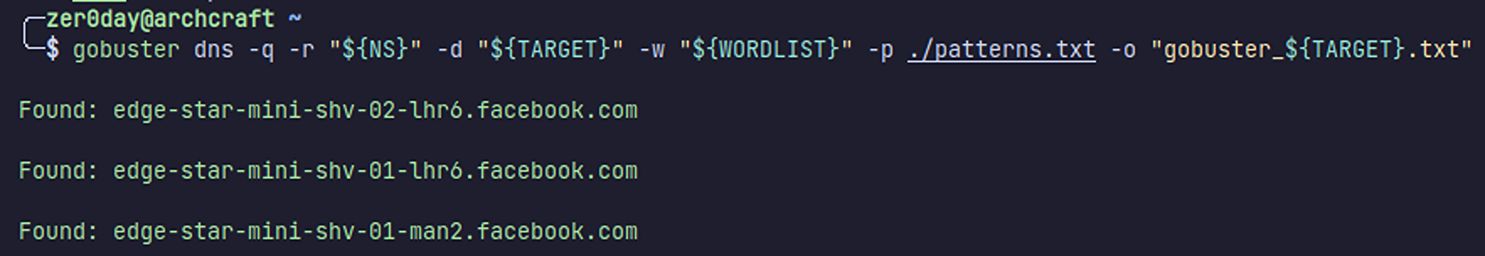 zer0day@archcraft ~
$ gobuster dns -q -r "${NS}" -d "${TARGET}" -w "${WORDLIST}" -p ./patterns.txt -o "gobuster_${TARGET}.txt"
Found: edge-star-mini-shv-02-lhr6.facebook.com
Found: edge-star-mini-shv-01-lhr6.facebook.com
Found: edge-star-mini-shv-01-man2.facebook.com